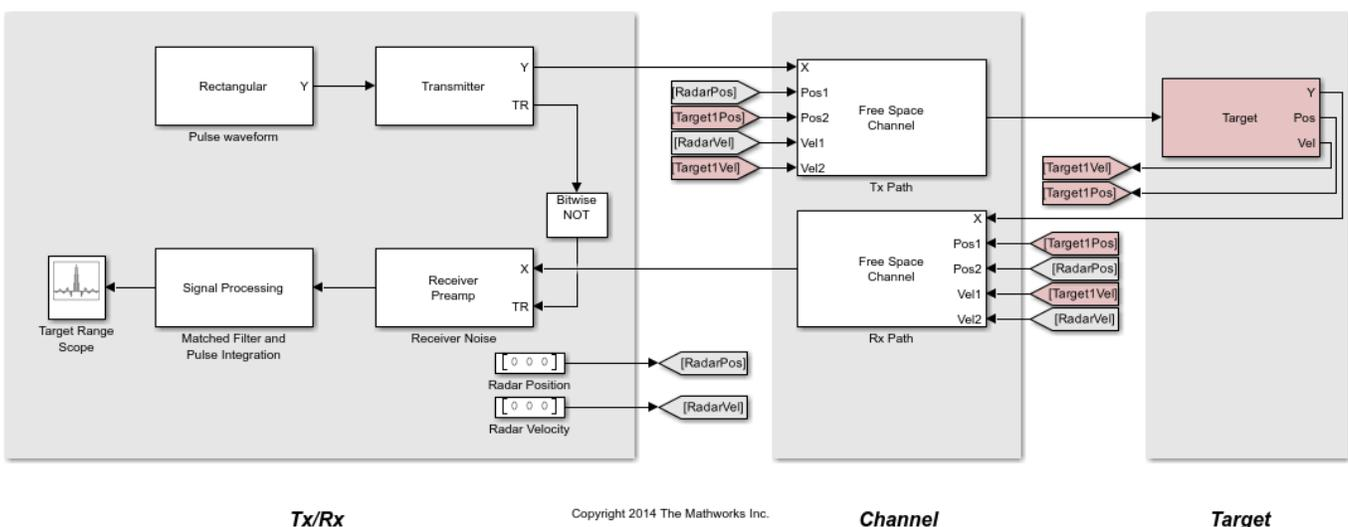 Rectangular
Y
Pulse waveform
Transmitter
Y
TR
Bitwise
NOT
Target Range
Scope
Signal Processing
Matched Filter and
Pulse Integration
Receiver
Preamp
X
TR
Receiver Noise
[0 0 0]
Radar Position
[RadarPos]
[0 0 0]
Radar Velocity
[RadarVel]
[RadarPos]
[Target1Pos]
[RadarVel]
[Target1Vel]
X
Pos1
Pos2
Vel1
Vel2
Free Space
Channel
Tx Path
Free Space
Channel
X
Pos1
Pos2
Vel1
Vel2
Rx Path
Target
Y
Pos
Vel
[Target1Vel]
[Target1Pos]
[Target1Pos]
[RadarPos]
[Target1Vel]
[RadarVel]
Tx/Rx
Copyright 2014 The Mathworks Inc.
Channel
Target